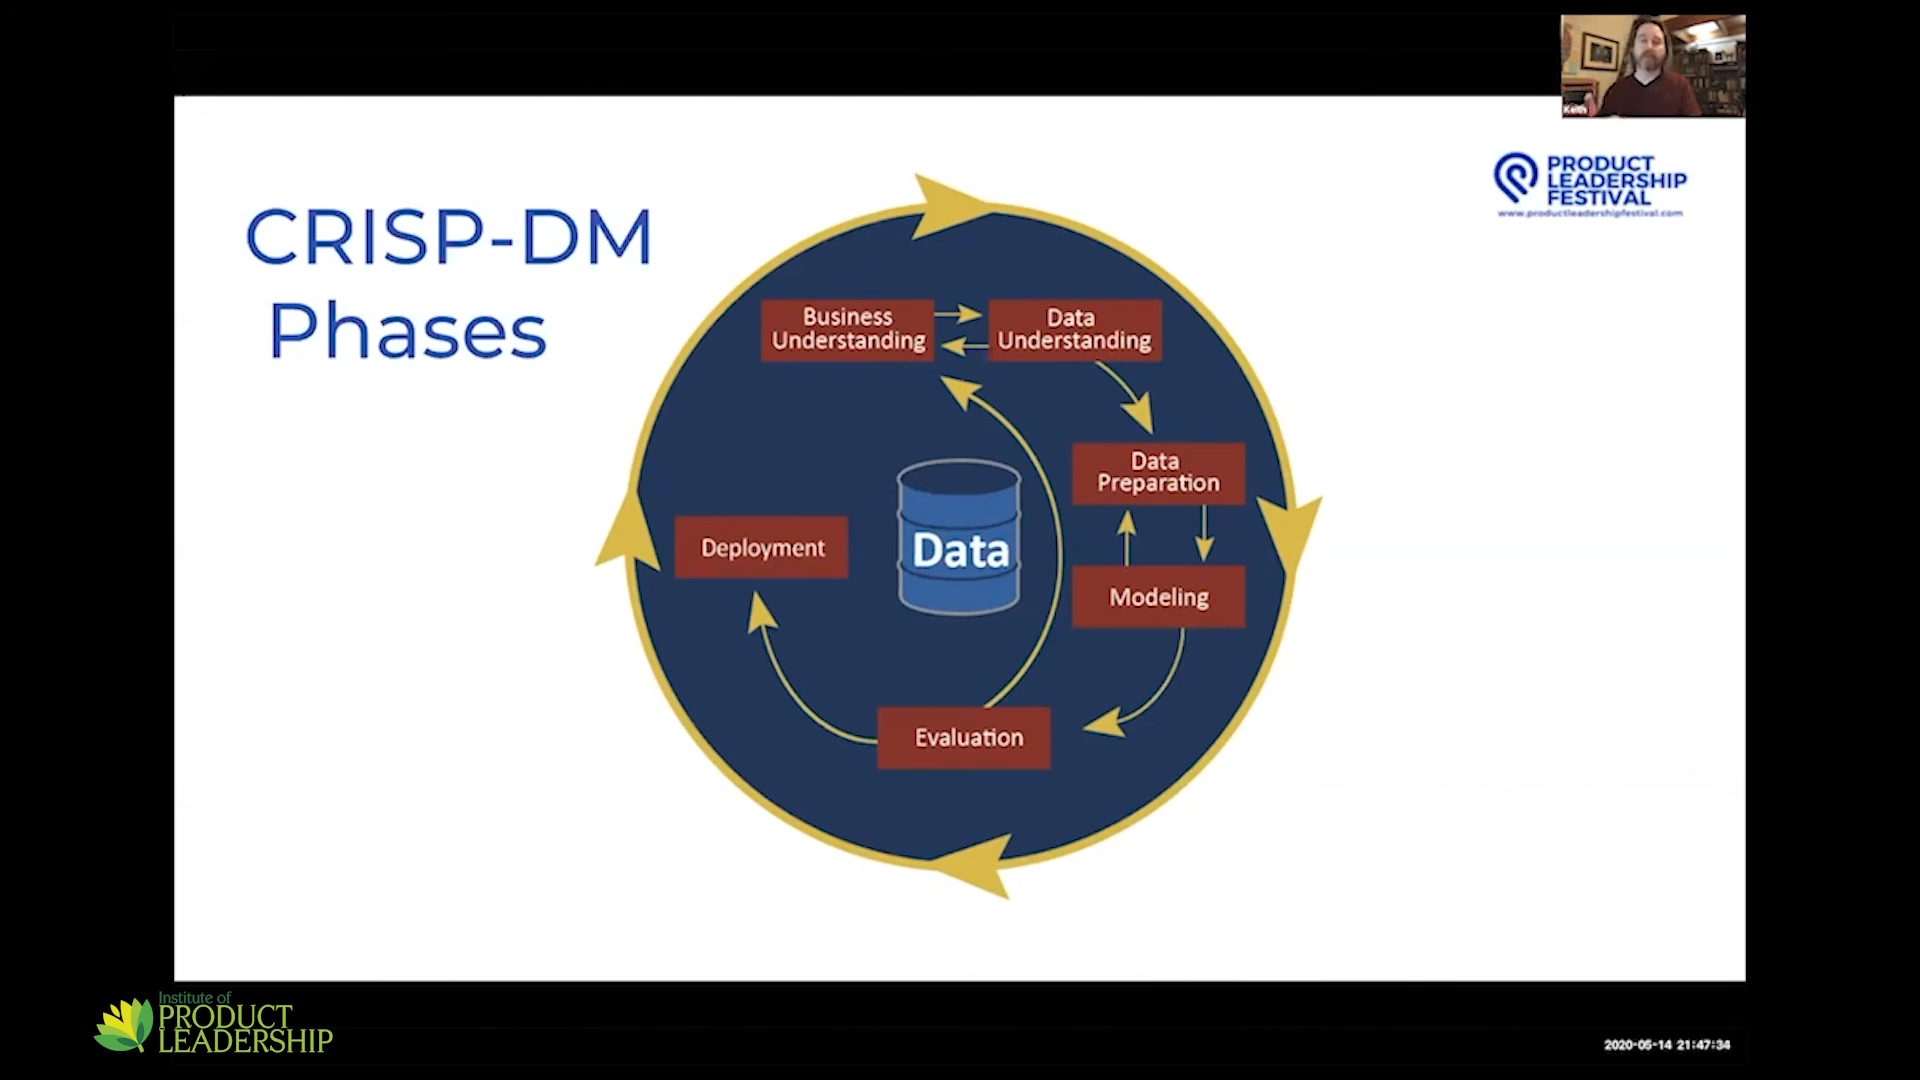 Keith
PRODUCT
LEADERSHIP
FESTIVAL
www.productleadershipfestival.com
CRISP-DM
Phases
Business
Understanding
Data
Understanding
Data
Preparation
Deployment
Data
Modeling
Evaluation
Institute of
PRODUCT
LEADERSHIP
2020-05-14 21:47:34